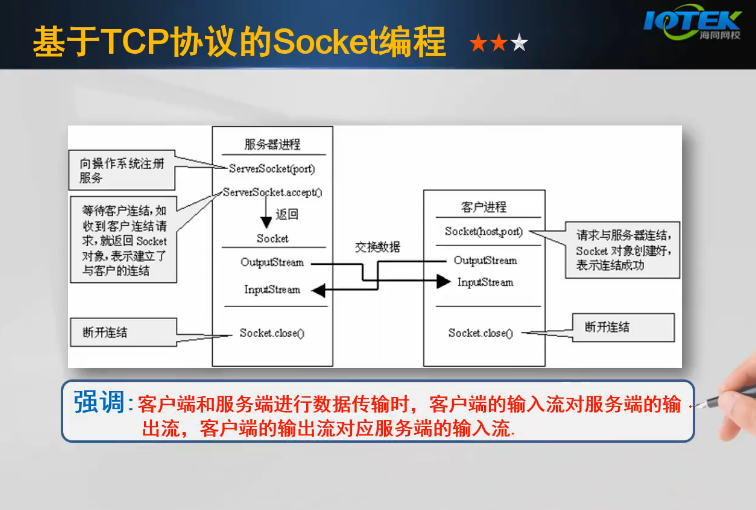 基于TCP协议的Socket编程
IOTEK
海同网校
服务器进程
向操作系统注册
服务
ServerSocket(port)
ServerSocket.accept()
等待客户连结,如
收到客户连结请
求,就返回 Socket
对象,表示建立了
与客户的连结
返回
Socket
OutputStream
InputStream
断开连结
Socket.close()
交换数据
客户进程
Socket(host,port)
请求与服务器连结,
Socket 对象创建好,
表示连结成功
OutputStream
InputStream
Socket.close()
断开连结
强调:客户端和服务端进行数据传输时，客户端的输入流对服务端的输
出流，客户端的输出流对应服务端的输入流.